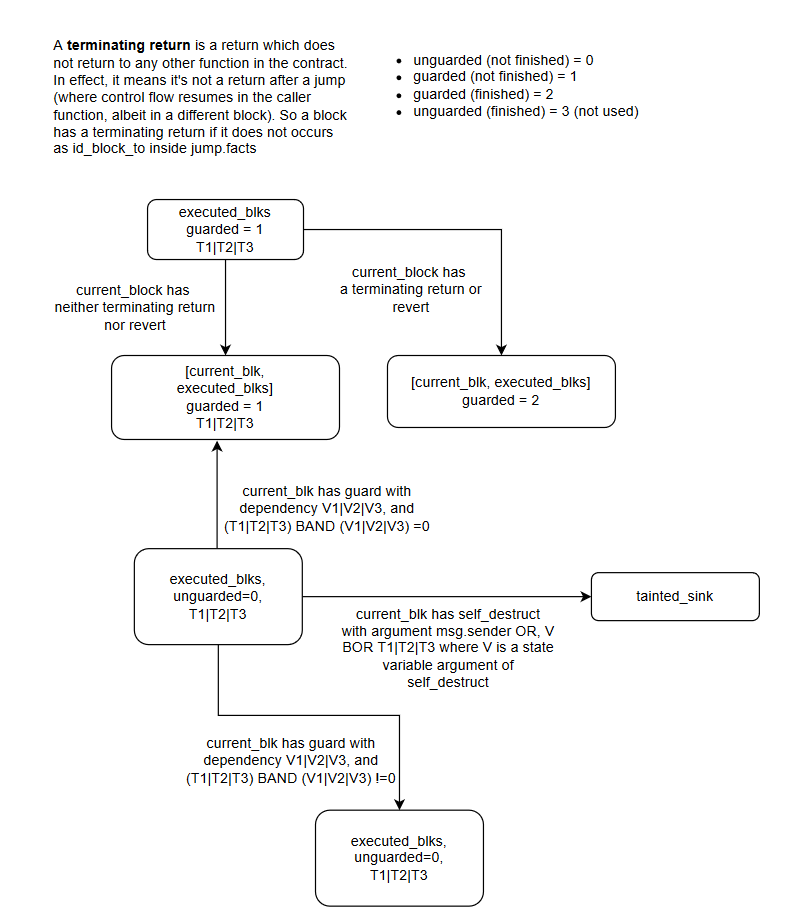 A terminating return is a return which does
not return to any other function in the contract.
In effect, it means it's not a return after a jump
(where control flow resumes in the caller
function, albeit in a different block). So a block
has a terminating return if it does not occurs
as id_block_to inside jump.facts
• unguarded (not finished) = 0
• guarded (not finished) = 1
• guarded (finished) = 2
• unguarded (finished) = 3 (not used)
executed_blks
guarded = 1
T1|T2|T3
current_block has
neither terminating return
nor revert
current_block has
a terminating return or
revert
[current_blk,
executed_blks]
guarded = 1
T1|T2|T3
[current_blk, executed_blks]
guarded = 2
current_blk has guard with
dependency V1|V2|V3, and
(T1|T2|T3) BAND (V1|V2|V3) =0
executed_blks,
unguarded=0,
T1|T2|T3
tainted_sink
current_blk has self_destruct
with argument msg.sender OR, V
BOR T1|T2|T3 where V is a state
variable argument of
self_destruct
current_blk has guard with
dependency V1|V2|V3, and
(T1|T2|T3) BAND (V1|V2|V3) !=0
executed_blks,
unguarded=0,
T1|T2|T3